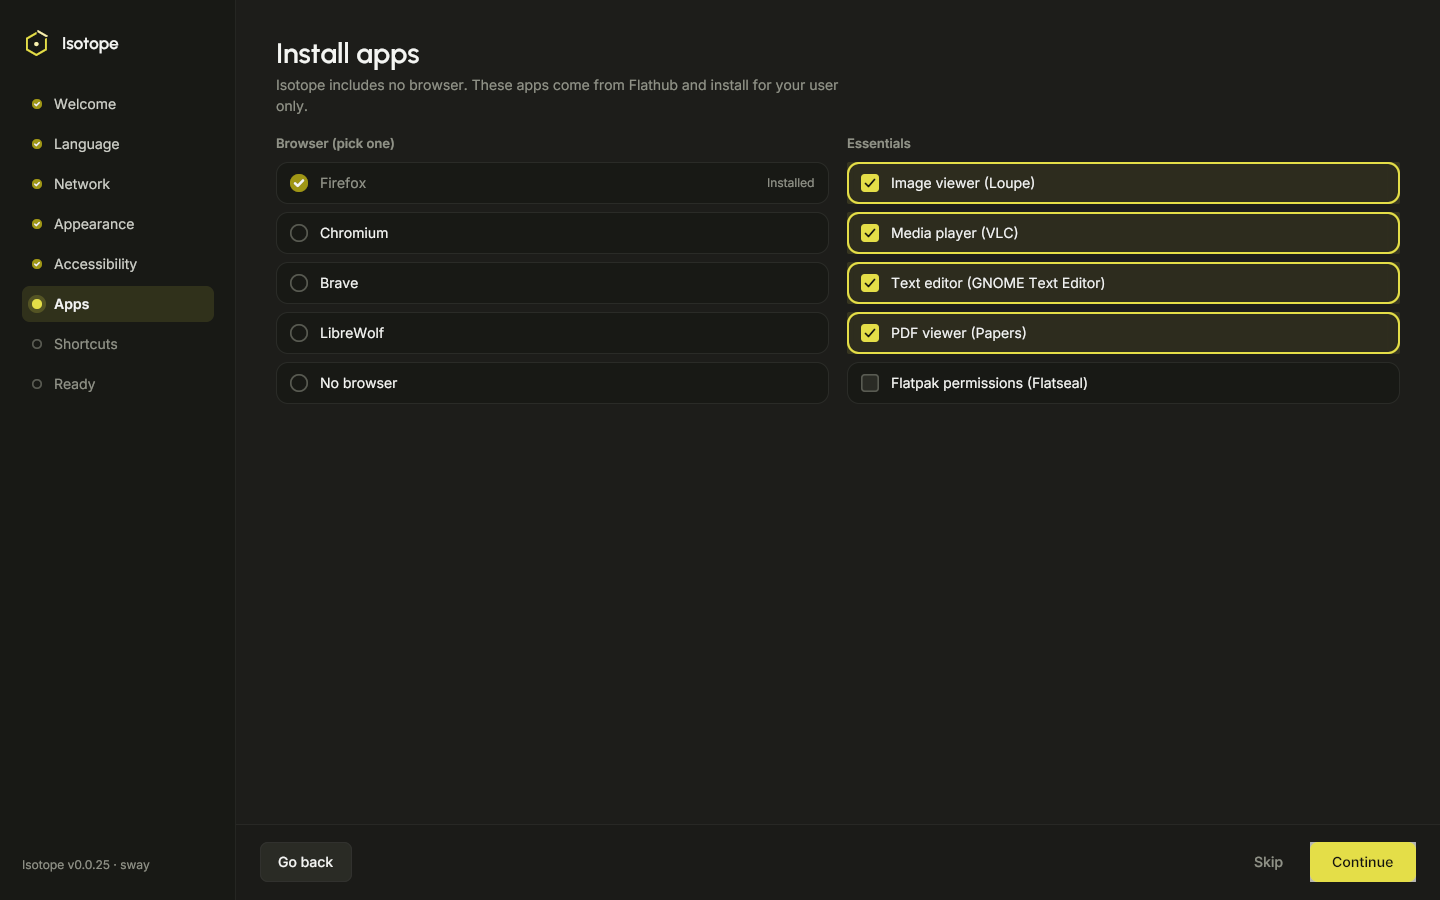 Isotope
Welcome
Language
Network
Appearance
Accessibility
Apps
Shortcuts
Ready
Isotope v0.0.25 · sway
Install apps
Isotope includes no browser. These apps come from Flathub and install for your user
only.
Browser (pick one)
Firefox
Installed
Chromium
Brave
LibreWolf
No browser
Essentials
Image viewer (Loupe)
Media player (VLC)
Text editor (GNOME Text Editor)
PDF viewer (Papers)
Flatpak permissions (Flatseal)
Go back
Skip
Continue